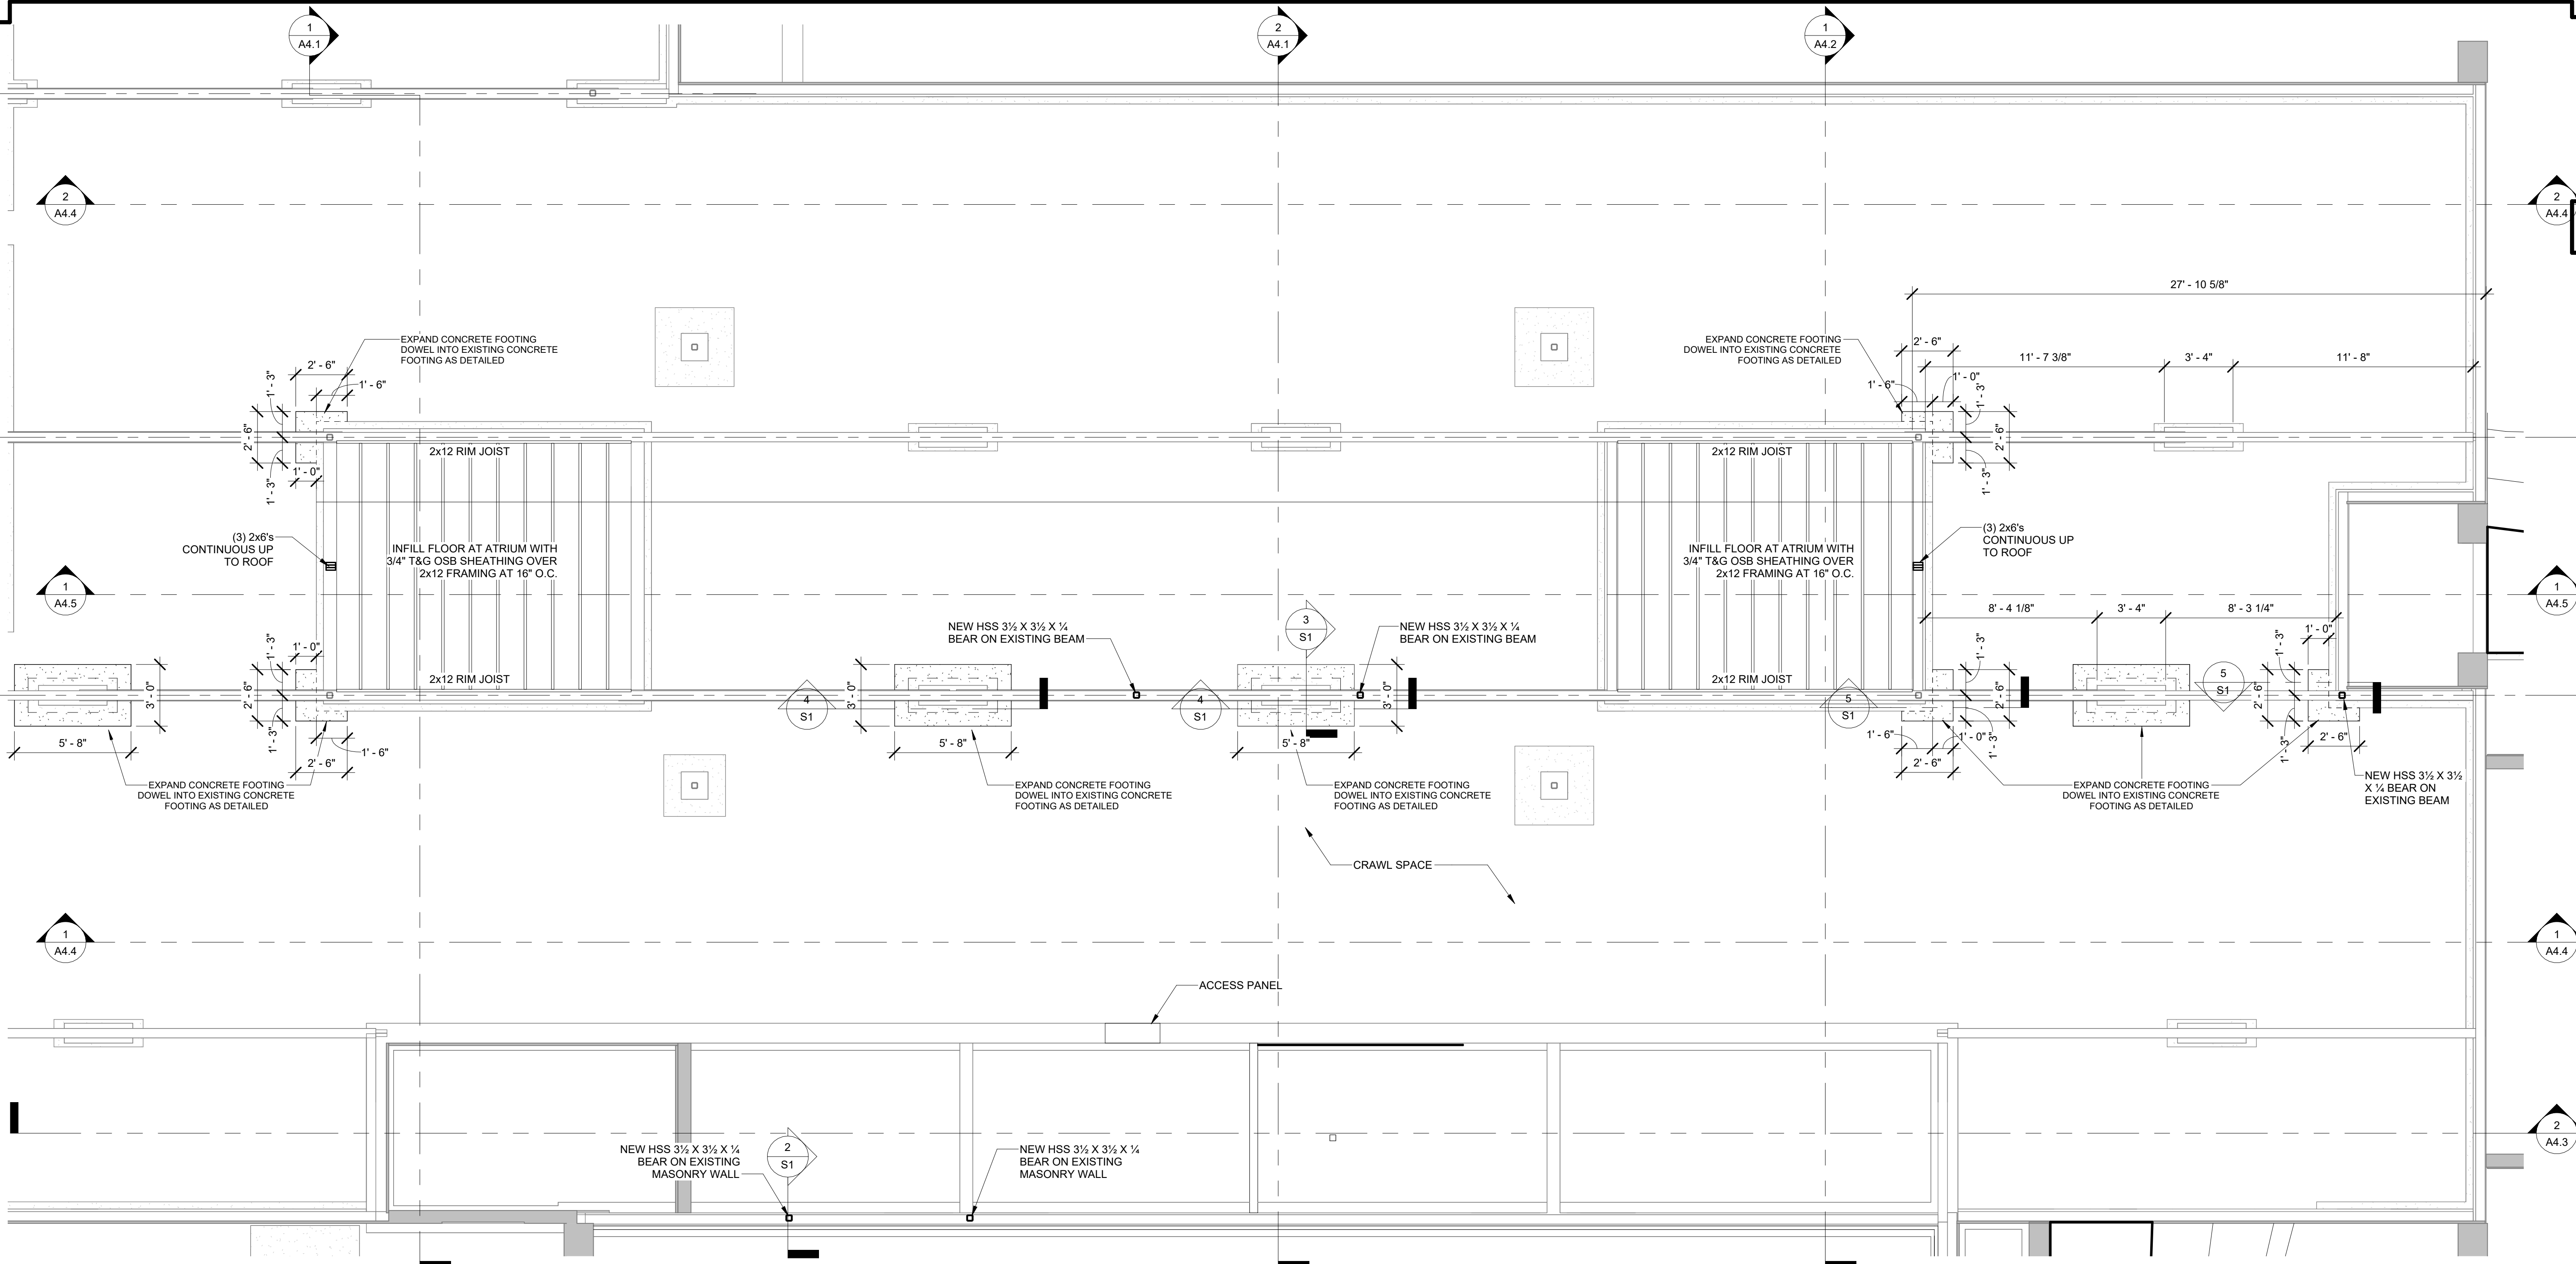 1
A4.1
2
A4.1
1
A4.2
2
A4.4
2
A4.4
27' - 10 5/8"
EXPAND CONCRETE FOOTING
DOWEL INTO EXISTING CONCRETE
FOOTING AS DETAILED
EXPAND CONCRETE FOOTING
DOWEL INTO EXISTING CONCRETE
FOOTING AS DETAILED
2' - 6"
1' - 6"
1' - 3"
2' - 6"
1' - 3"
1' - 0"
2' - 6"
1' - 6"
1' - 0"
1' - 3"
2' - 6"
1' - 3"
11' - 7 3/8"
3' - 4"
11' - 8"
2x12 RIM JOIST
2x12 RIM JOIST
(3) 2x6's
CONTINUOUS UP
TO ROOF
INFILL FLOOR AT ATRIUM WITH
3/4" T&G OSB SHEATHING OVER
2x12 FRAMING AT 16" O.C.
INFILL FLOOR AT ATRIUM WITH
3/4" T&G OSB SHEATHING OVER
2x12 FRAMING AT 16" O.C.
(3) 2x6's
CONTINUOUS UP
TO ROOF
1
A4.5
1
A4.5
NEW HSS 3½ X 3½ X ¼
BEAR ON EXISTING BEAM
3
S1
NEW HSS 3½ X 3½ X ¼
BEAR ON EXISTING BEAM
8' - 4 1/8"
3' - 4"
8' - 3 1/4"
1' - 0"
1' - 0"
1' - 3"
2' - 6"
1' - 3"
3' - 0"
2x12 RIM JOIST
2x12 RIM JOIST
4
S1
3' - 0"
4
S1
3' - 0"
5
S1
1' - 3"
2' - 6"
1' - 3"
5
S1
1' - 3"
2' - 6"
1' - 3"
5' - 8"
1' - 6"
2' - 6"
5' - 8"
5' - 8"
1' - 6"
1' - 0"
2' - 6"
2' - 6"
EXPAND CONCRETE FOOTING
DOWEL INTO EXISTING CONCRETE
FOOTING AS DETAILED
EXPAND CONCRETE FOOTING
DOWEL INTO EXISTING CONCRETE
FOOTING AS DETAILED
EXPAND CONCRETE FOOTING
DOWEL INTO EXISTING CONCRETE
FOOTING AS DETAILED
EXPAND CONCRETE FOOTING
DOWEL INTO EXISTING CONCRETE
FOOTING AS DETAILED
NEW HSS 3½ X 3½
X ¼ BEAR ON
EXISTING BEAM
CRAWL SPACE
1
A4.4
1
A4.4
ACCESS PANEL
2
A4.3
NEW HSS 3½ X 3½ X ¼
BEAR ON EXISTING
MASONRY WALL
2
S1
NEW HSS 3½ X 3½ X ¼
BEAR ON EXISTING
MASONRY WALL